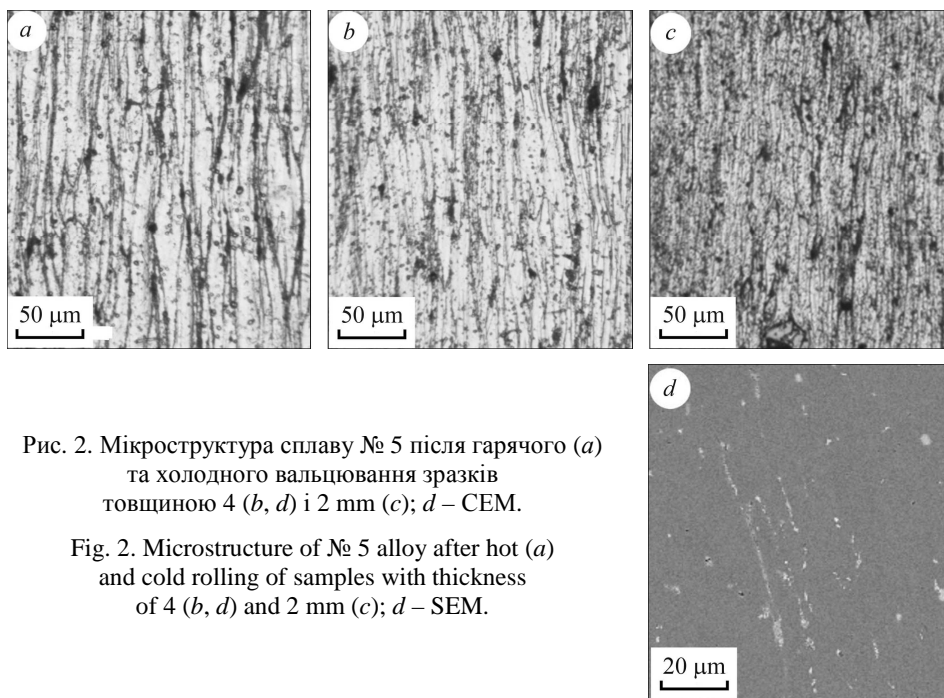 a
b
c
50 μm
50 μm
50 μm
d
Рис. 2. Мікроструктура сплаву № 5 після гарячого (a)
та холодного вальцювання зразків
товщиною 4 (b, d) і 2 mm (c); d – СЕМ.
Fig. 2. Microstructure of № 5 alloy after hot (a)
and cold rolling of samples with thickness
of 4 (b, d) and 2 mm (c); d – SEM.
20 μm